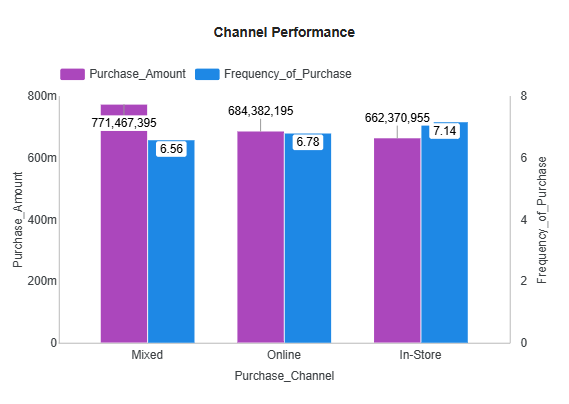 Channel Performance
Purchase_Amount
Frequency_of_Purchase
800m
600m
400m
200m
0
Purchase_Amount
771,467,395
6.56
684,382,195
6.78
662,370,955
7.14
8
6
4
2
0
Frequency_of_Purchase
Mixed
Online
In-Store
Purchase_Channel